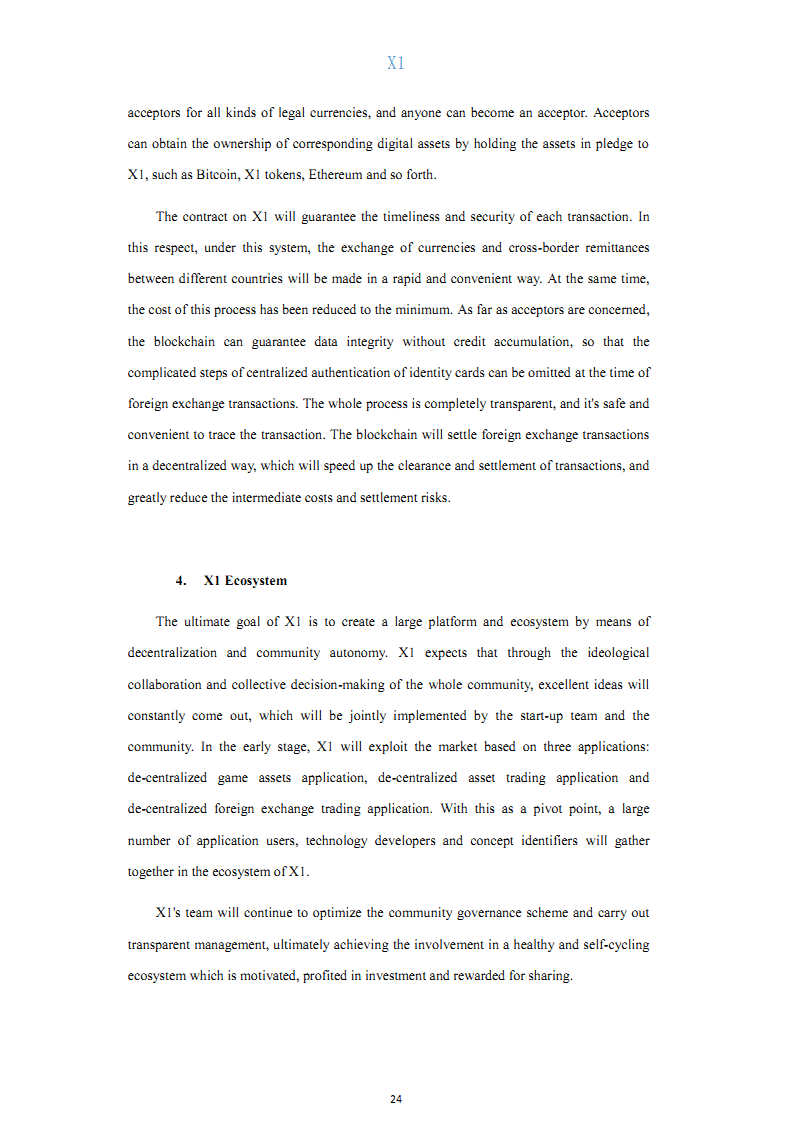 X1
acceptors for all kinds of legal currencies, and anyone can become an acceptor. Acceptors
can obtain the ownership of corresponding digital assets by holding the assets in pledge to
X1, such as Bitcoin, X1 tokens, Ethereum and so forth.
The contract on X1 will guarantee the timeliness and security of each transaction. In
this respect, under this system, the exchange of currencies and cross-border remittances
between different countries will be made in a rapid and convenient way. At the same time,
the cost of this process has been reduced to the minimum. As far as acceptors are concerned,
the blockchain can guarantee data integrity without credit accumulation, so that the
complicated steps of centralized authentication of identity cards can be omitted at the time of
foreign exchange transactions. The whole process is completely transparent, and it's safe and
convenient to trace the transaction. The blockchain will settle foreign exchange transactions
in a decentralized way, which will speed up the clearance and settlement of transactions, and
greatly reduce the intermediate costs and settlement risks.
4. X1 Ecosystem
The ultimate goal of X1 is to create a large platform and ecosystem by means of
decentralization and community autonomy. X1 expects that through the ideological
collaboration and collective decision-making of the whole community, excellent ideas will
constantly come out, which will be jointly implemented by the start-up team and the
community. In the early stage, X1 will exploit the market based on three applications:
de-centralized game assets application, de-centralized asset trading application and
de-centralized foreign exchange trading application. With this as a pivot point, a large
number of application users, technology developers and concept identifiers will gather
together in the ecosystem of X1.
X1's team will continue to optimize the community governance scheme and carry out
transparent management, ultimately achieving the involvement in a healthy and self-cycling
ecosystem which is motivated, profited in investment and rewarded for sharing.
24